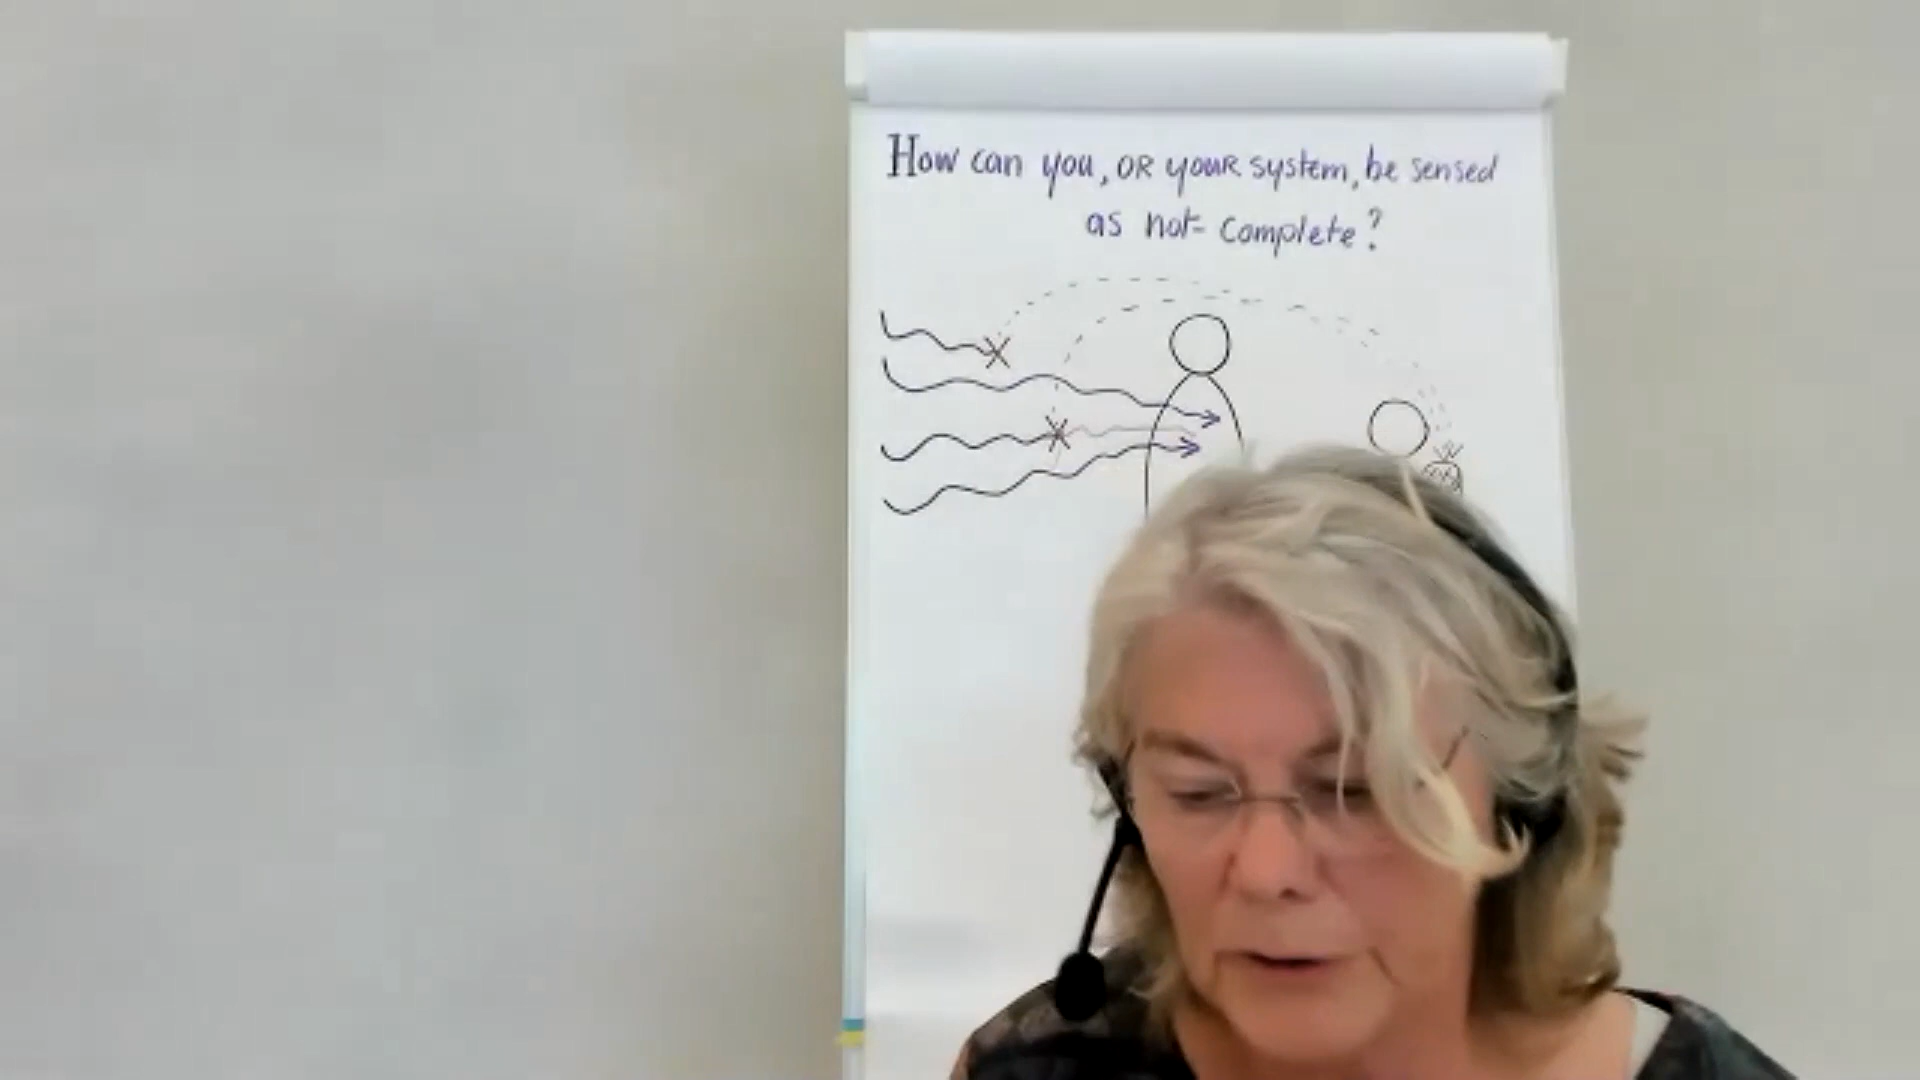 How can you, or your system, be sensed
as not- complete?